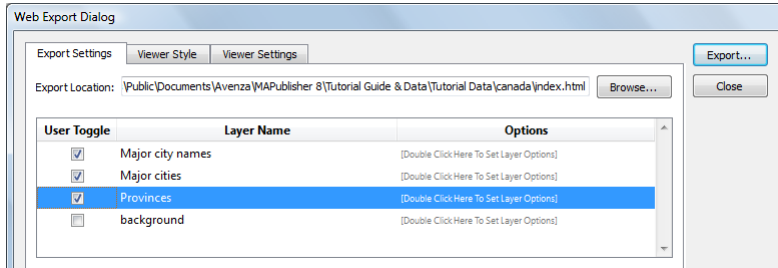 Web Export Dialog
Export Settings Viewer Style Viewer Settings
Export...
Export Location: \Public\Documents\Avenza\MAPublisher 8\Tutorial Guide & Data\Tutorial Data\canada\index.html Browse... Close
User Toggle Layer Name Options
Major city names [Double Click Here To Set Layer Options]
Major cities [Double Click Here To Set Layer Options]
Provinces [Double Click Here To Set Layer Options]
background [Double Click Here To Set Layer Options]